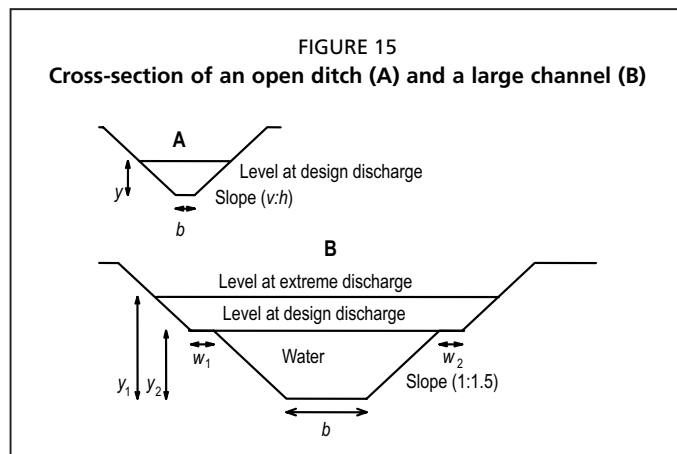 FIGURE 15
Cross-section of an open ditch (A) and a large channel (B)
A
Level at design discharge
y
Slope (v:h)
b
B
Level at extreme discharge
Level at design discharge
w1
Water
w2
y1
y2
Slope (1:1.5)
b